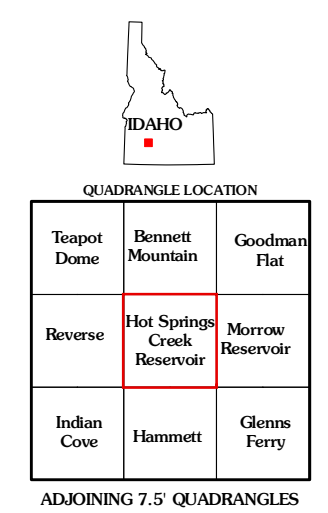 IDAHO
QUADRANGLE LOCATION
Teapot
Dome
Bennett
Mountain
Goodman
Flat
Reverse
Hot Springs
Creek
Reservoir
Morrow
Reservoir
Indian
Cove
Hammett
Glenns
Ferry
ADJOINING 7.5' QUADRANGLES